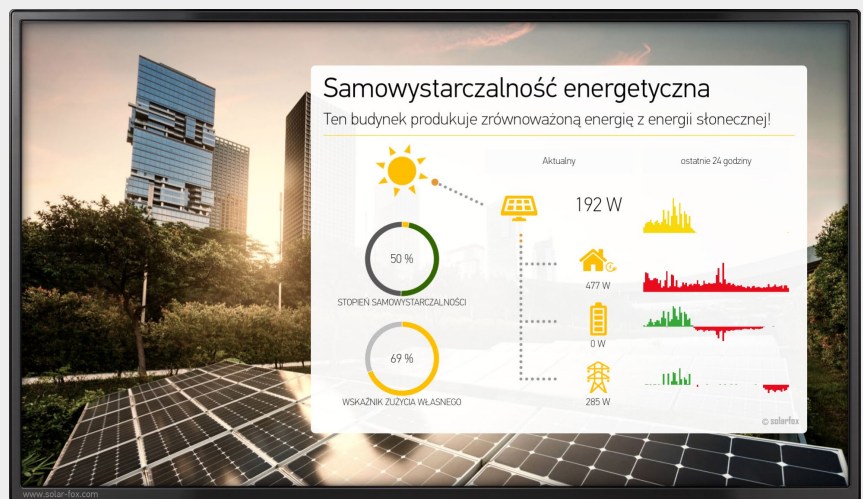 Samowystarczalność energetyczna
Ten budynek produkuje zrównoważoną energię z energii słonecznej!
Aktualny
ostatnie 24 godziny
192 W
50 %
477 W
STOPIEŃ SAMOWYSTARCZALNOŚCI
0 W
69 %
285 W
WSKAŹNIK ZUŻYCIA WŁASNEGO
© solarfox
www.solar-fox.com